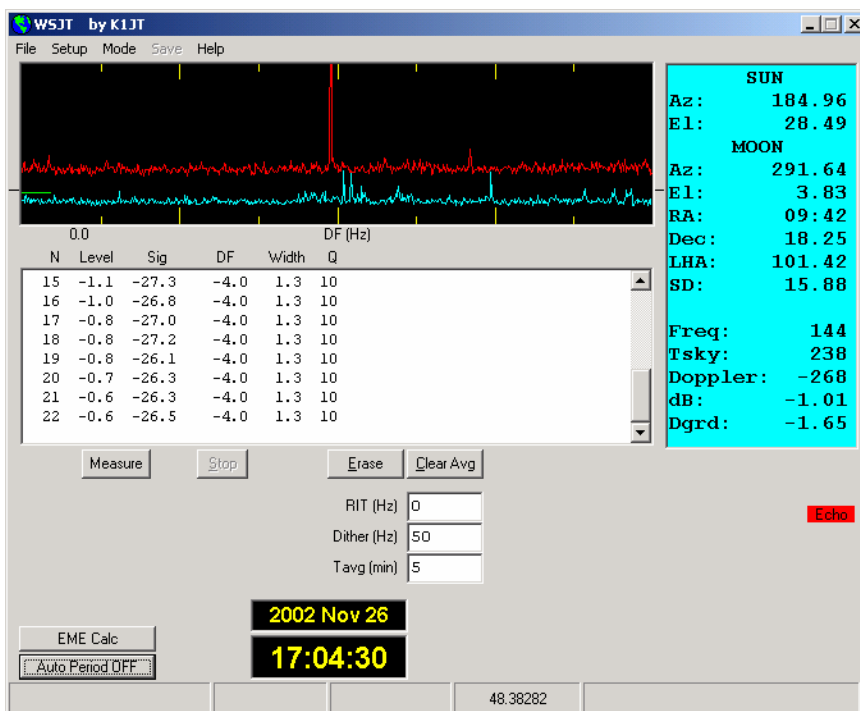 WSJT by K1JT
File Setup Mode Save Help
0.0 DF (Hz)
N Level Sig DF Width Q
15 -1.1 -27.3 -4.0 1.3 10
16 -1.0 -26.8 -4.0 1.3 10
17 -0.8 -27.0 -4.0 1.3 10
18 -0.8 -27.2 -4.0 1.3 10
19 -0.8 -26.1 -4.0 1.3 10
20 -0.7 -26.3 -4.0 1.3 10
21 -0.6 -26.3 -4.0 1.3 10
22 -0.6 -26.5 -4.0 1.3 10
SUN
Az: 184.96
El: 28.49
MOON
Az: 291.64
El: 3.83
RA: 09:42
Dec: 18.25
LHA: 101.42
SD: 15.88
Freq: 144
Tsky: 238
Doppler: -268
dB: -1.01
Dgrd: -1.65
Measure Stop Erase Clear Avg
RIT (Hz) 0
Echo
Dither (Hz) 50
Tavg (min) 5
2002 Nov 26
EME Calc
17:04:30
Auto Period OFF
48.38282